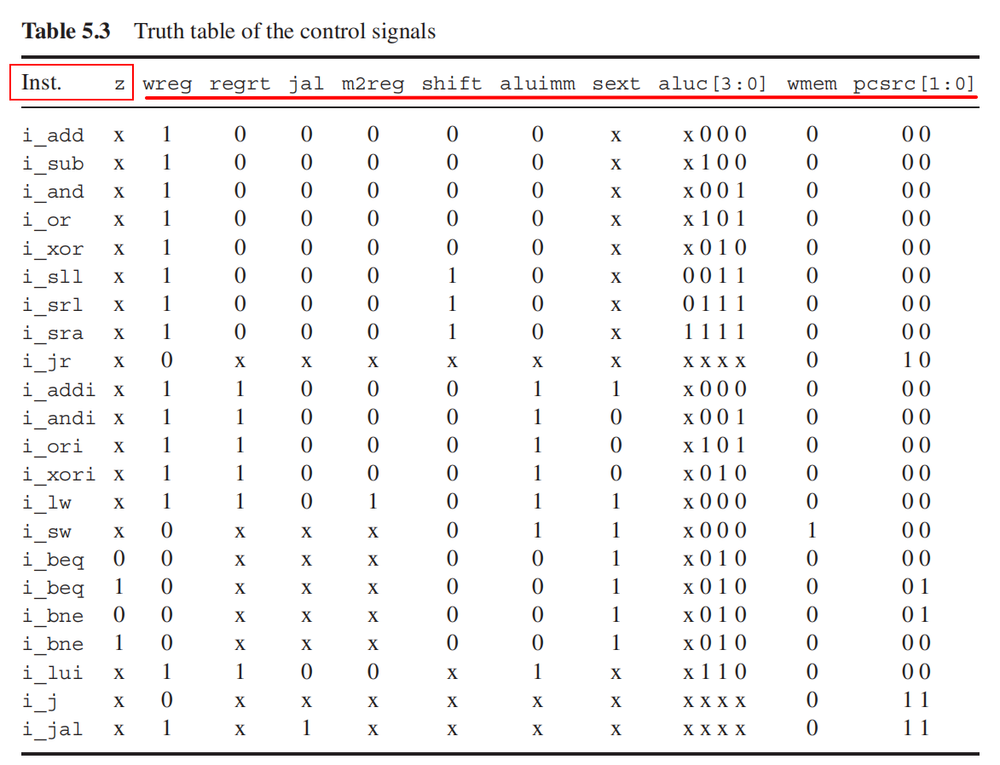 Table 5.3 Truth table of the control signals
Inst. z wreg regrt jal m2reg shift aluimm sext aluc[3:0] wmem pcsrc[1:0]
i_add x 1 0 0 0 0 0 x x 0 0 0 0 0 0
i_sub x 1 0 0 0 0 0 x x 1 0 0 0 0 0
i_and x 1 0 0 0 0 0 x x 0 0 1 0 0 0
i_or x 1 0 0 0 0 0 x x 1 0 1 0 0 0
i_xor x 1 0 0 0 0 0 x x 0 1 0 0 0 0
i_sll x 1 0 0 0 1 0 x 0 0 1 1 0 0 0
i_srl x 1 0 0 0 1 0 x 0 1 1 1 0 0 0
i_sra x 1 0 0 0 1 0 x 1 1 1 1 0 0 0
i_jr x 0 x x x x x x x x x x 0 1 0
i_addi x 1 1 0 0 0 1 1 x 0 0 0 0 0 0
i_andi x 1 1 0 0 0 1 0 x 0 0 1 0 0 0
i_ori x 1 1 0 0 0 1 0 x 1 0 1 0 0 0
i_xori x 1 1 0 0 0 1 0 x 0 1 0 0 0 0
i_lw x 1 1 0 1 0 1 1 x 0 0 0 0 0 0
i_sw x 0 x x x 0 1 1 x 0 0 0 1 0 0
i_beq 0 0 x x x 0 0 1 x 0 1 0 0 0 0
i_beq 1 0 x x x 0 0 1 x 0 1 0 0 0 1
i_bne 0 0 x x x 0 0 1 x 0 1 0 0 0 1
i_bne 1 0 x x x 0 0 1 x 0 1 0 0 0 0
i_lui x 1 1 0 0 x 1 x x 1 1 0 0 0 0
i_j x 0 x x x x x x x x x x 0 1 1
i_jal x 1 x 1 x x x x x x x x 0 1 1